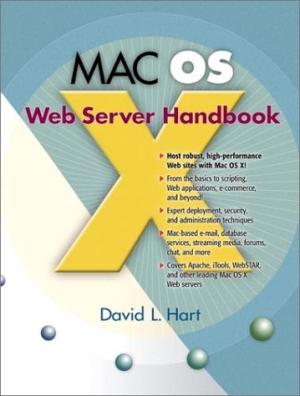 MAC OS
X
Web Server Handbook
Host robust, high-performance
Web sites with Mac OS X!
From the basics to scripting,
Web applications, e-commerce,
and beyond!
Expert deployment, security,
and administration techniques
Mac-based e-mail, database
services, streaming media, forums,
chat, and more
Covers Apache, iTools, WebSTAR,
and other leading Mac OS X
Web servers
David L. Hart